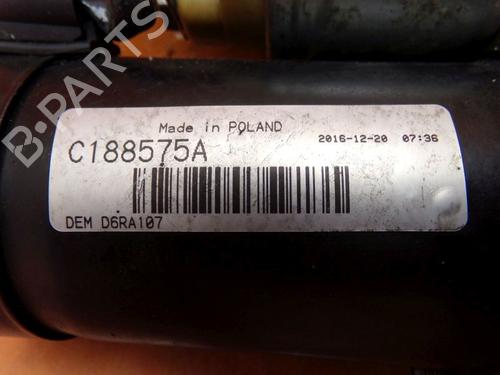 Made in POLAND
2016-12-20 07:36
C188575A
DEM D6RA107
B-PARTS